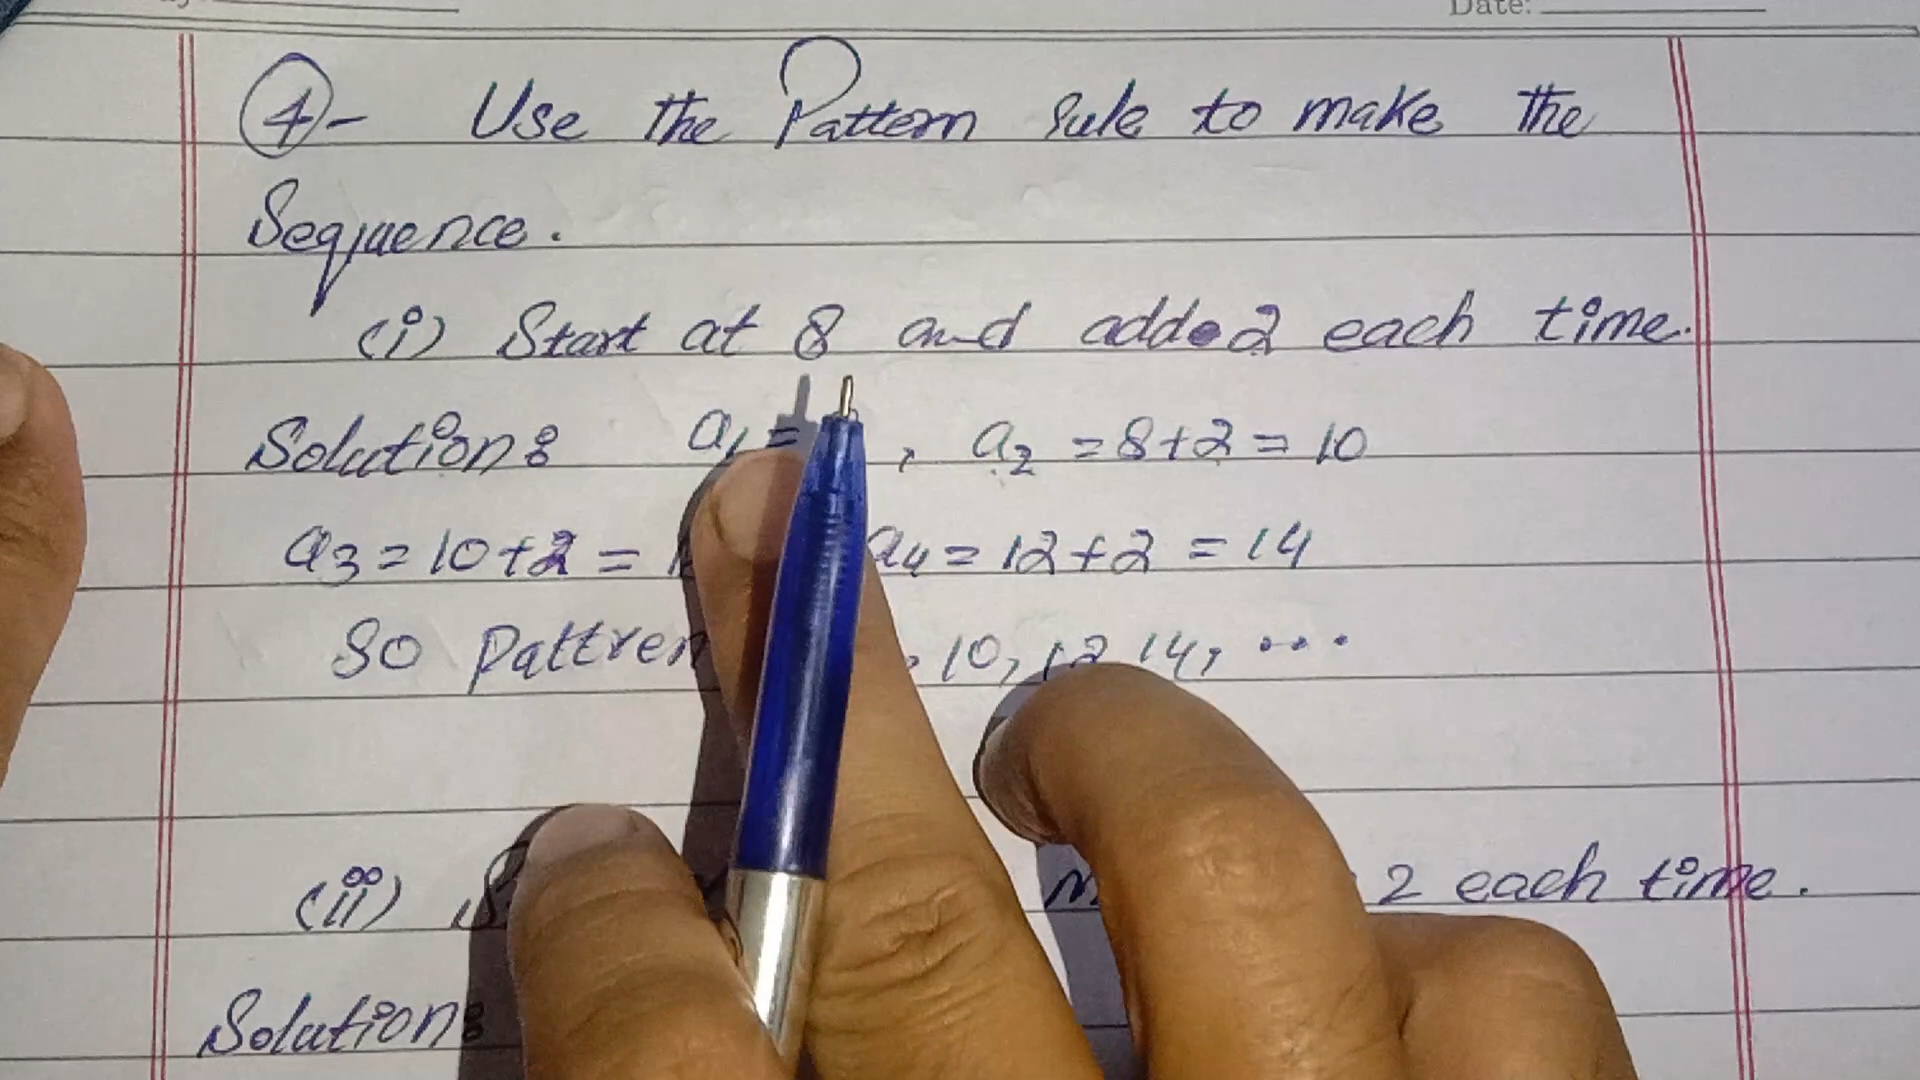 Date:
4- Use the Pattern rule to make the
Sequence.
(i) Start at 8 and add 2 each time.
Solution: a1 = , a2 = 8+2 = 10
a3 = 10+2 = a4 = 12+2 = 14
So Pattren , 10, 12 14, ...
(ii) 2 each time.
Solution: